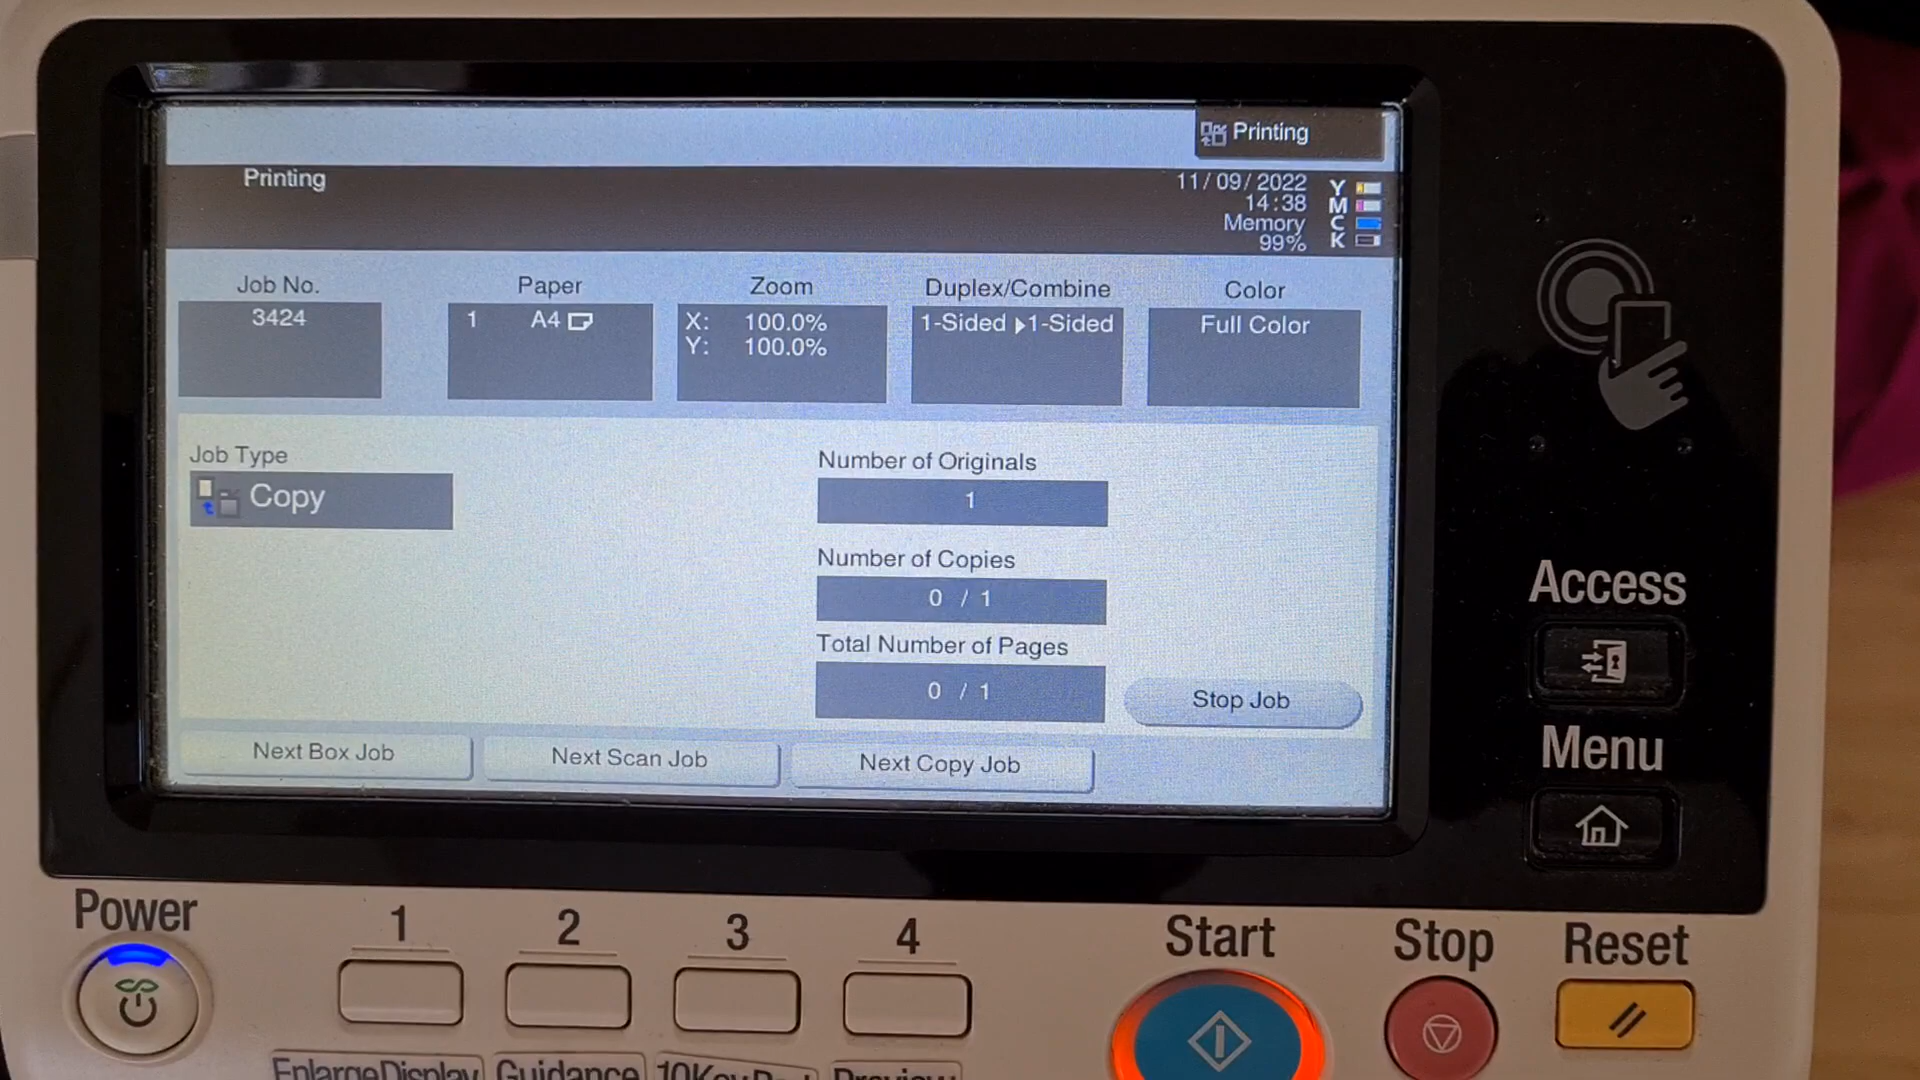 Printing
Printing
11/09/2022
14:38
Memory
99%
Y
M
C
K
Job No.
3424
Paper
1 A4
Zoom
X: 100.0%
Y: 100.0%
Duplex/Combine
1-Sided ▶1-Sided
Color
Full Color
Job Type
Copy
Number of Originals
1
Number of Copies
0 / 1
Total Number of Pages
0 / 1
Stop Job
Next Box Job
Next Scan Job
Next Copy Job
Access
Menu
Power
1
2
3
4
Start
Stop
Reset
EnlargeDisplay
Guidance
Preview